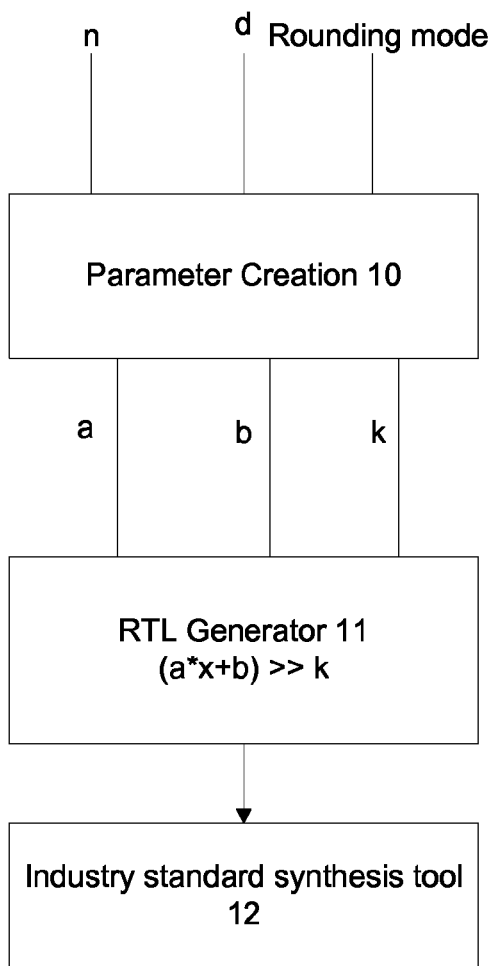 n d Rounding mode
Parameter Creation 10
a b k
RTL Generator 11
(a*x+b) >> k
Industry standard synthesis tool
12